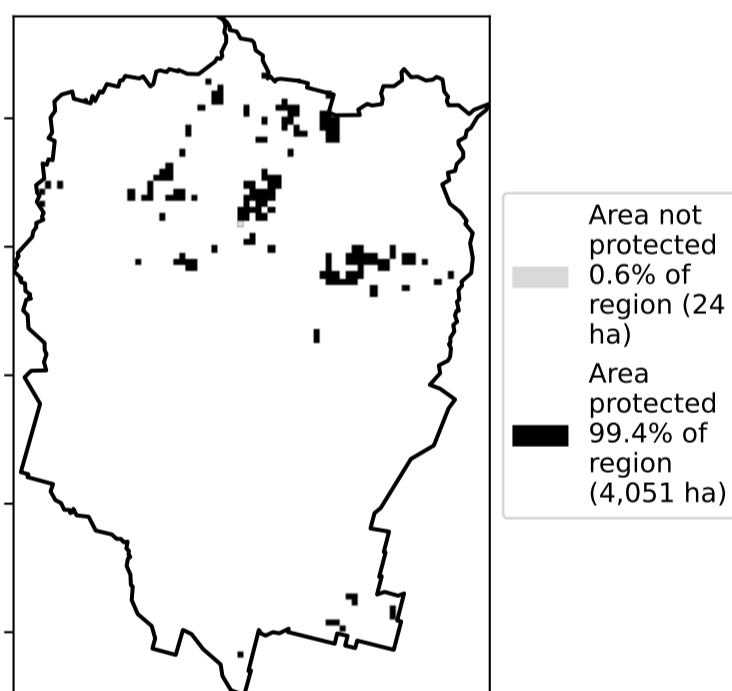 Area not
protected
0.6% of
region (24
ha)
Area
protected
99.4% of
region
(4,051 ha)